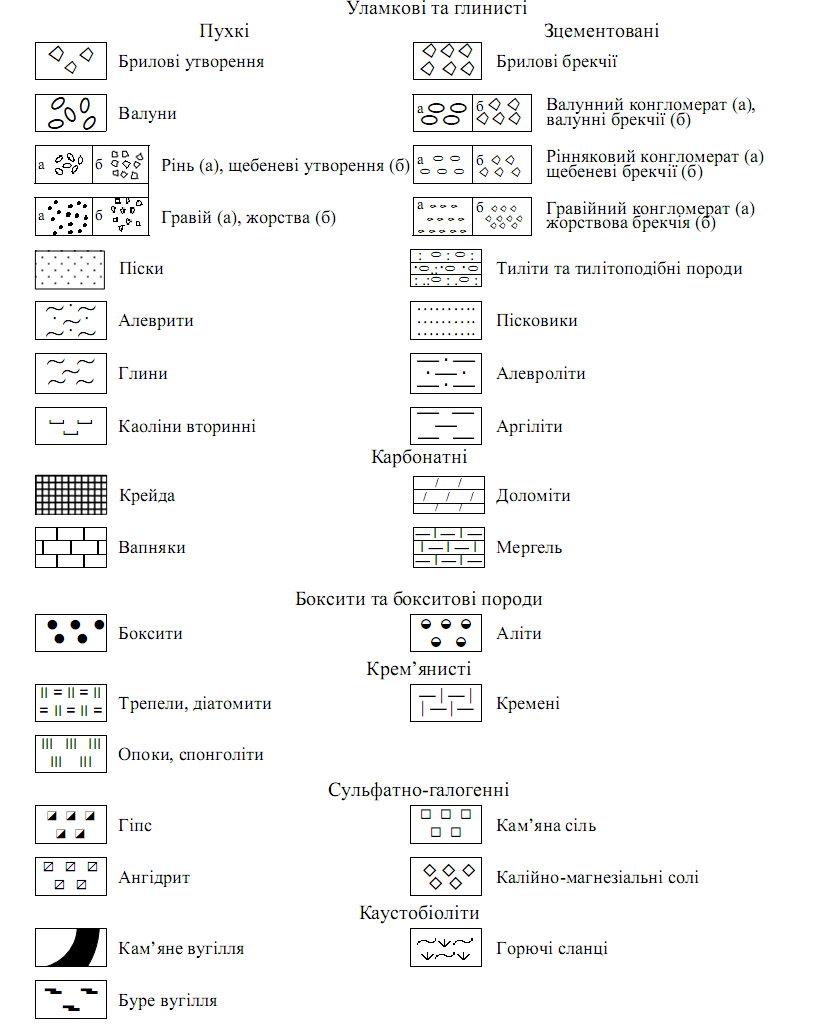 Уламкові та глинисті
Пухкі
Зцементовані
Брилові утворення
Брилові брекчії
Валуни
а б Валунний конгломерат (а),
валунні брекчії (б)
а б Рінь (а), щебеневі утворення (б)
а б Рінняковий конгломерат (а)
щебеневі брекчії (б)
а б Гравій (а), жорства (б)
а б Гравійний конгломерат (а)
жорствова брекчія (б)
Піски
Тиліти та тилітоподібні породи
Алеврити
Пісковики
Глини
Алевроліти
Каоліни вторинні
Аргіліти
Карбонатні
Крейда
Доломіти
Вапняки
Мергель
Боксити та бокситові породи
Боксити
Аліти
Крем’янисті
Трепели, діатомити
Кремені
Опоки, спонголіти
Сульфатно-галогенні
Гіпс
Кам’яна сіль
Ангідрит
Калійно-магнезіальні солі
Каустобіоліти
Кам’яне вугілля
Горючі сланці
Буре вугілля